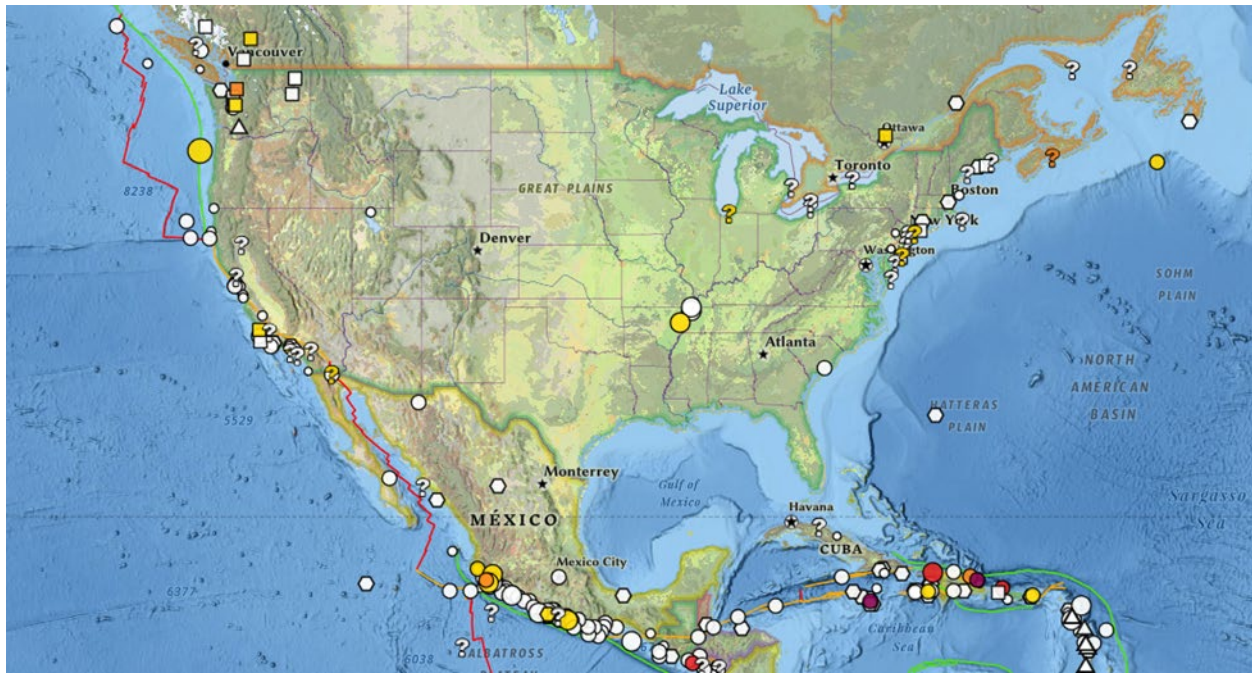 Vancouver
Lake
Superior
Ottawa
Toronto
8238
GREAT PLAINS
Boston
New York
Denver
Washington
SOHM
PLAIN
Atlanta
NORTH
AMERICAN
BASIN
5529
HATTERAS
PLAIN
Monterrey
Gulf of
Mexico
Sargasso
Sea
Havana
MÉXICO
CUBA
Mexico City
6377
Caribbean
Sea
6038
ALBATROSS